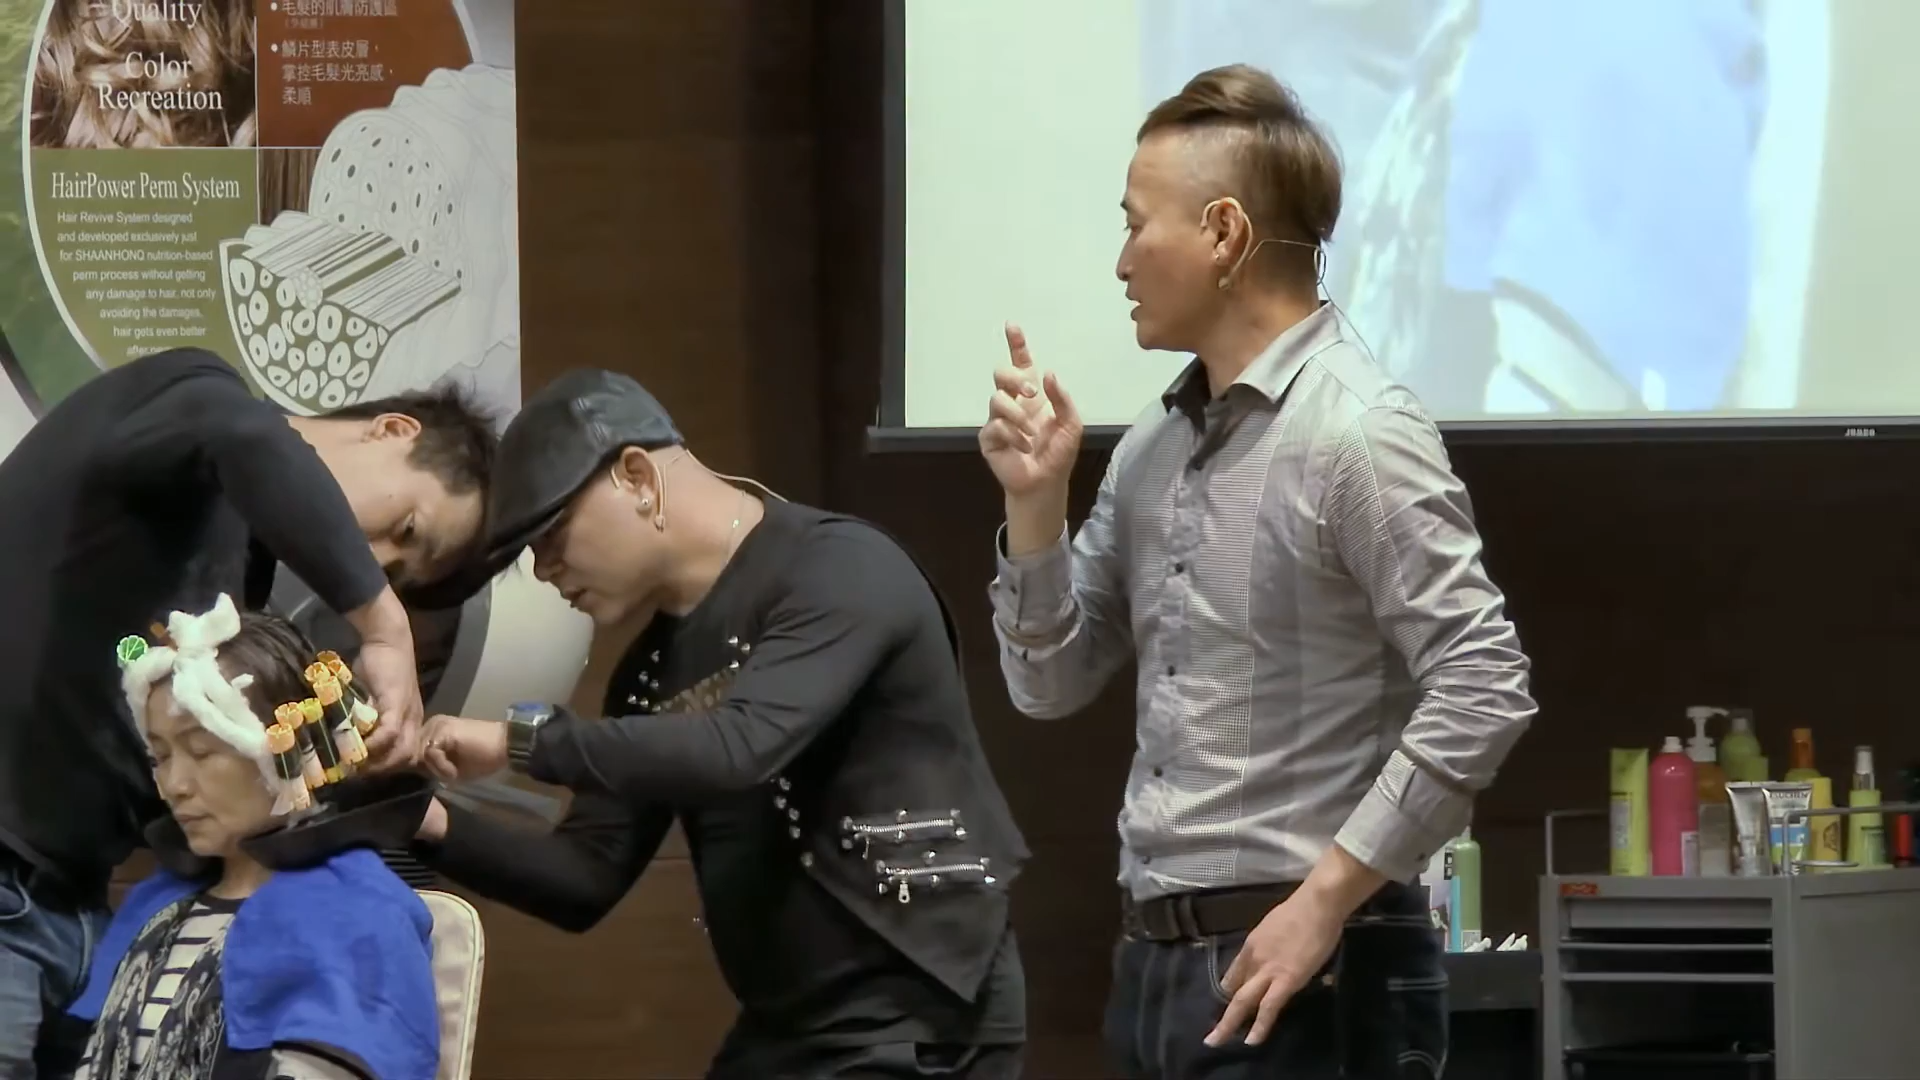 Quality
Color
Recreation
• 毛髮的肌膚防護區
• 鱗片型表皮層，
掌控毛髮光亮感，
柔順
HairPower Perm System
Hair Revive System designed
and developed exclusively just
for SHAANHONQ nutrition-based
perm process without getting
any damage to hair, not only
avoiding the damages,
hair gets even better